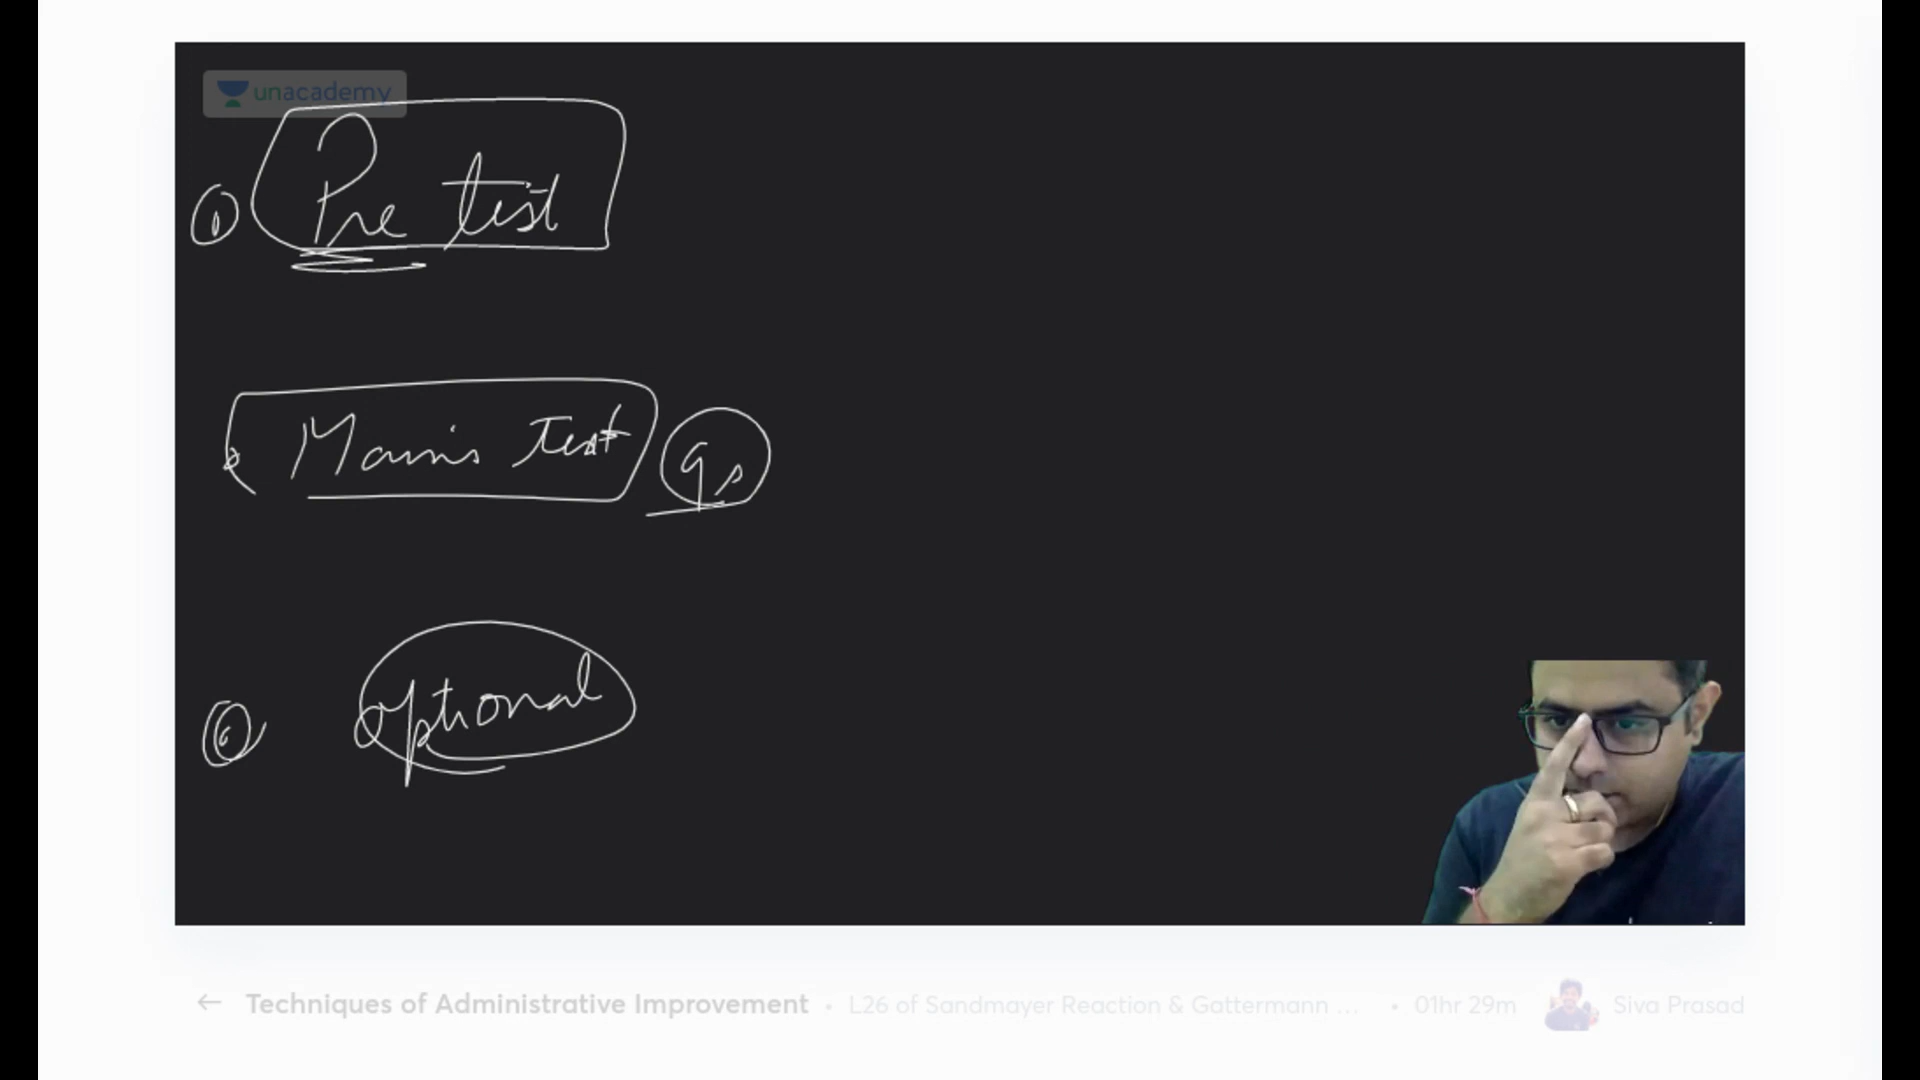 unacademy
① Pre test
Mains test gs
optional
← Techniques of Administrative Improvement • L26 of Sandmayer Reaction & Gattermann ... • 01hr 29m Siva Prasad